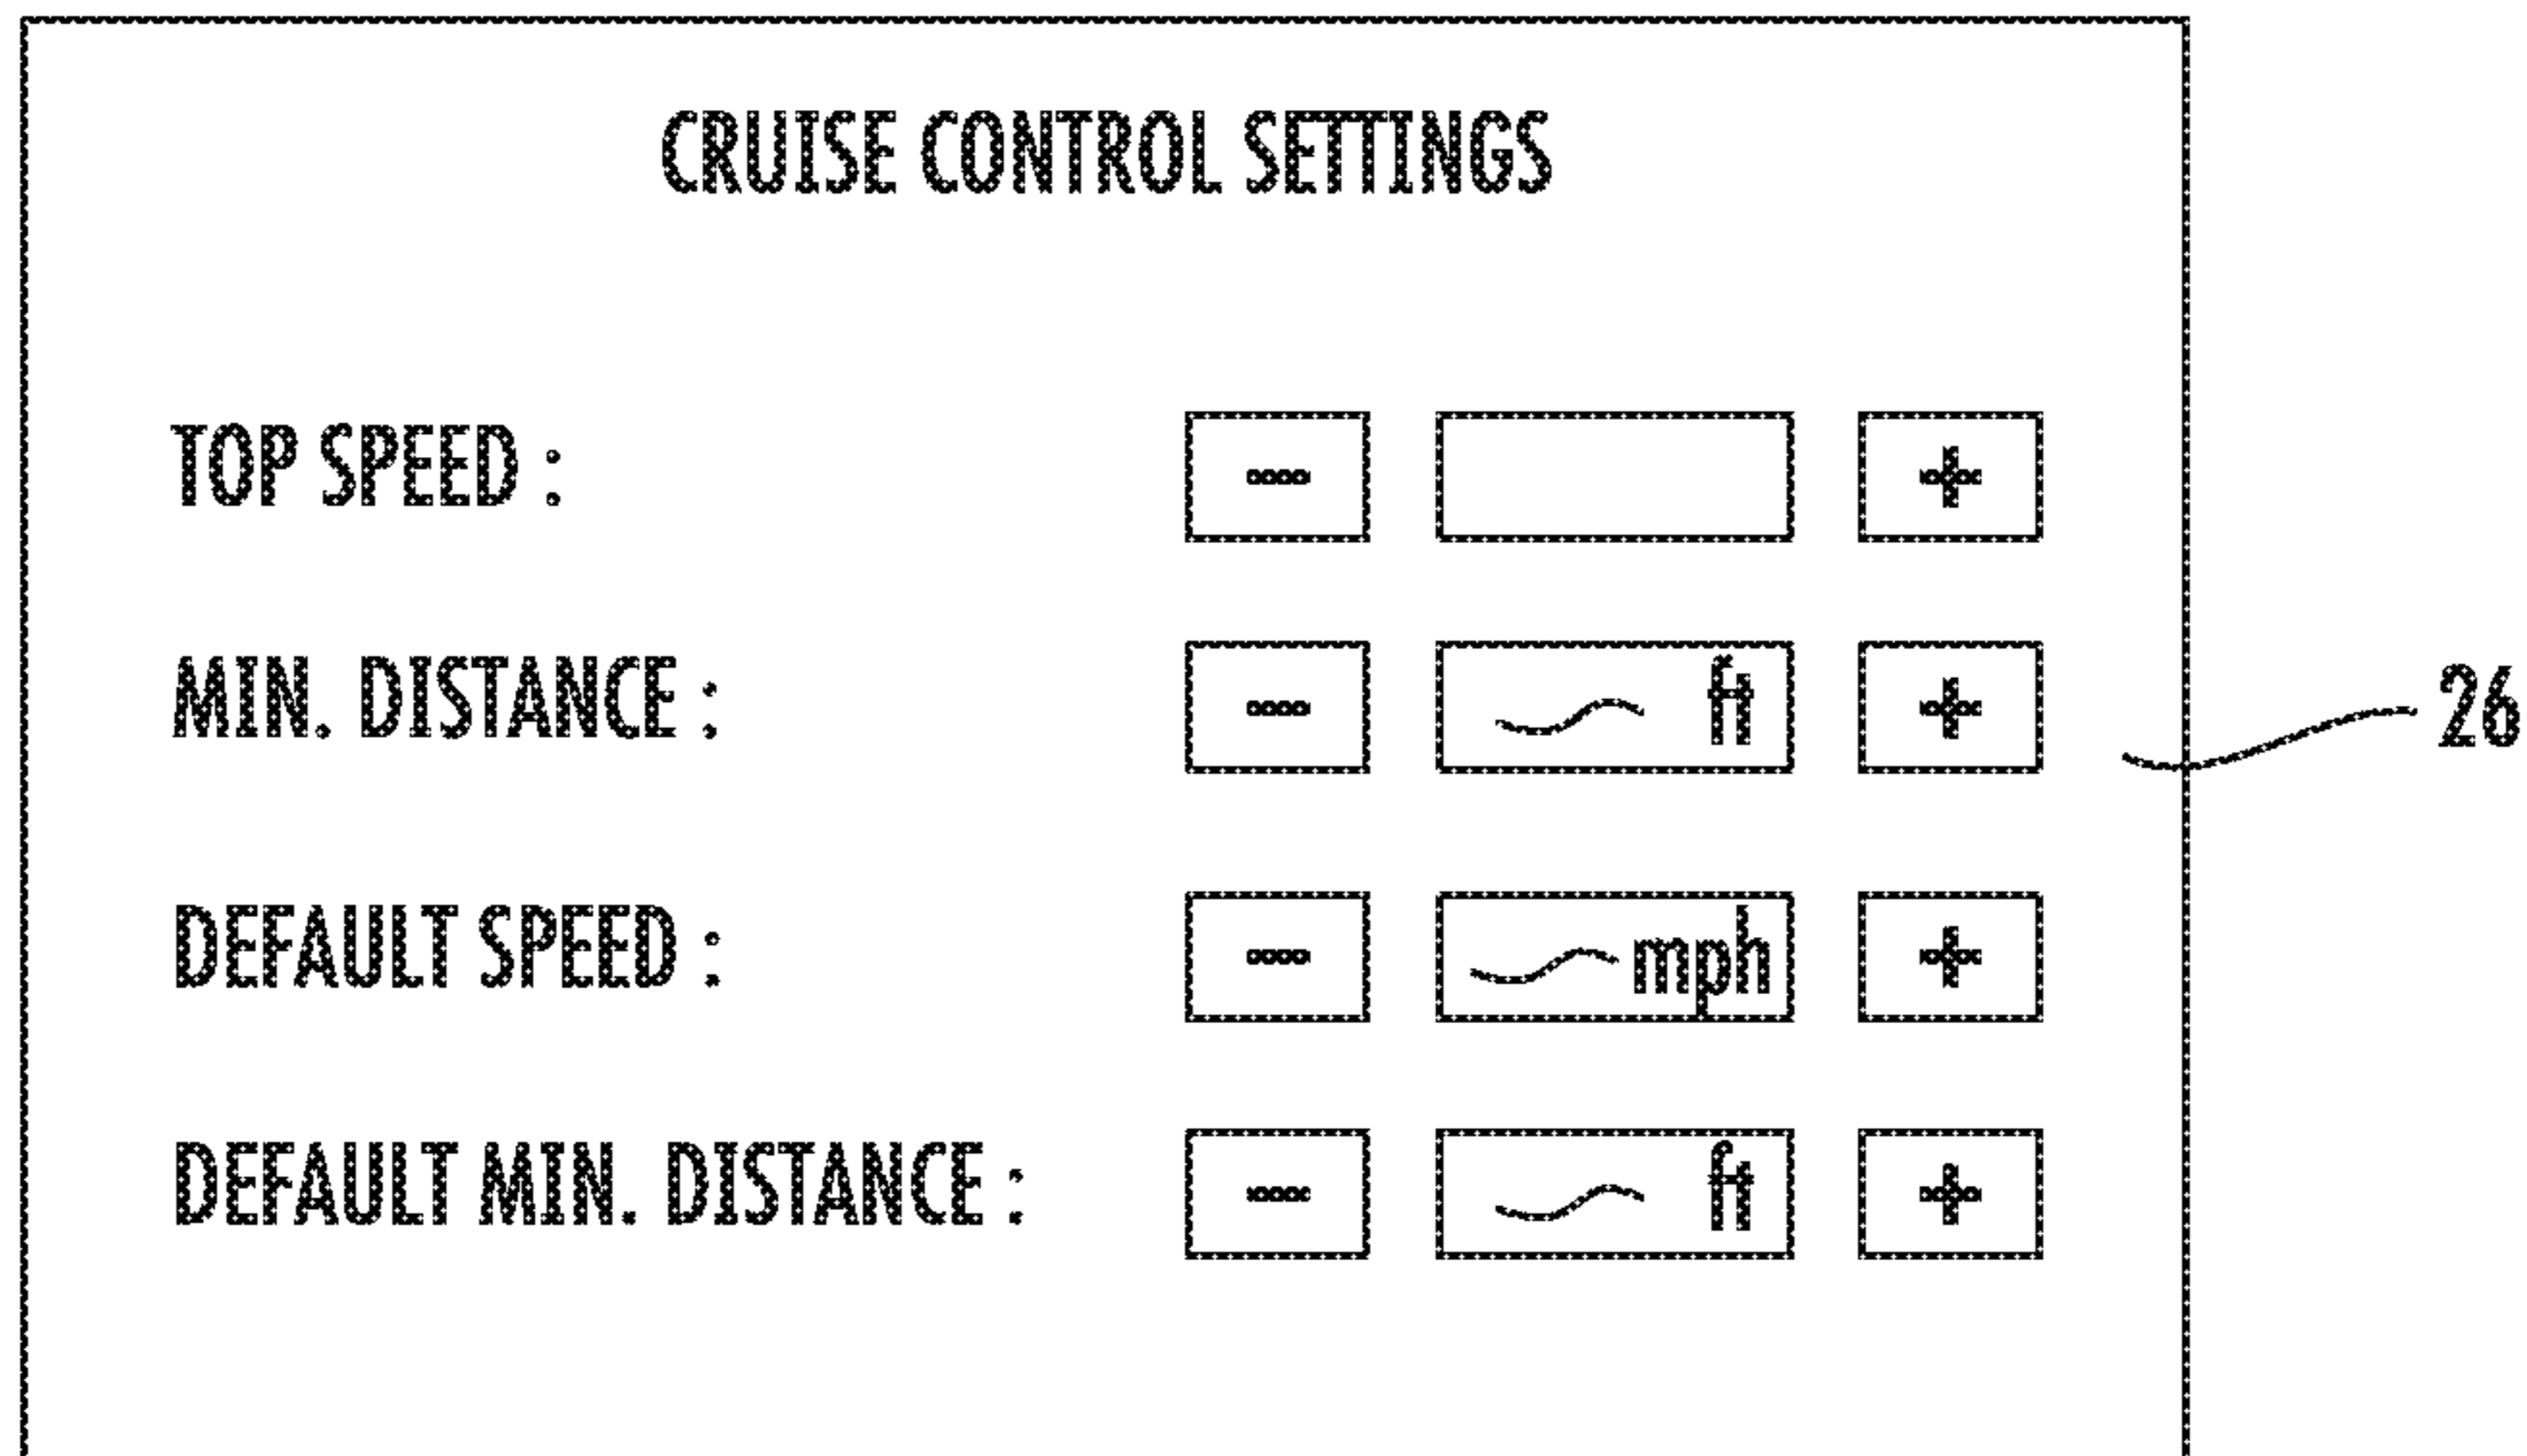 CRUISE CONTROL SETTINGS
TOP SPEED : - +
MIN. DISTANCE : - ft +
26
DEFAULT SPEED : - mph +
DEFAULT MIN. DISTANCE : - ft +